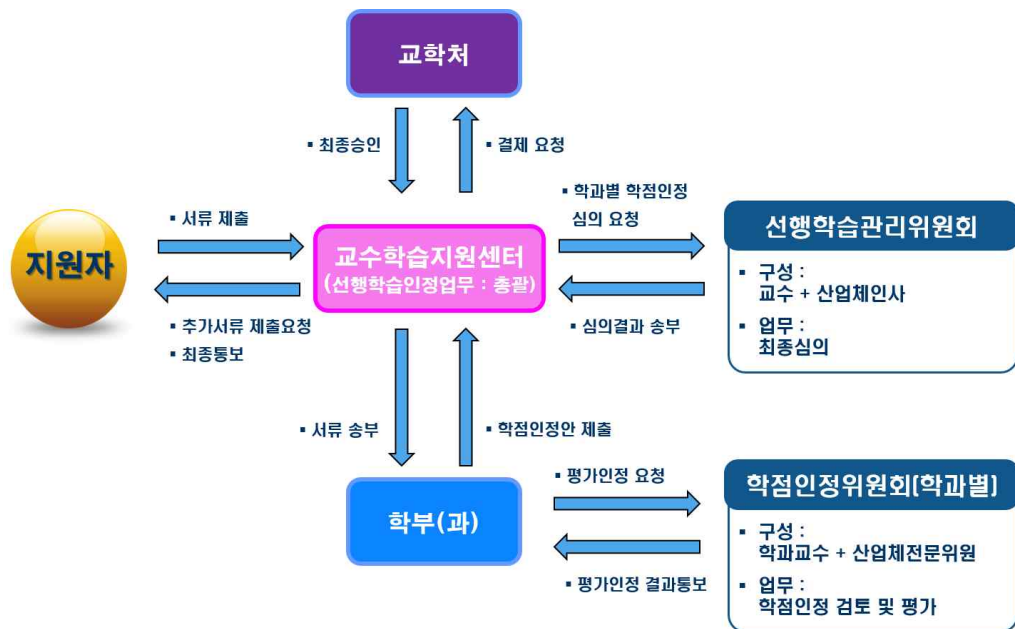 교학처
▪ 최종승인
▪ 결제 요청
▪ 학과별 학점인정
심의 요청
▪ 서류 제출
지원자
교수학습지원센터
(선행학습인정업무 : 총괄)
▪ 추가서류 제출요청
▪ 최종통보
▪ 심의결과 송부
선행학습관리위원회
▪ 구성 :
교수 + 산업체인사
▪ 업무 :
최종심의
▪ 서류 송부
▪ 학점인정안 제출
학부(과)
▪ 평가인정 요청
▪ 평가인정 결과통보
학점인정위원회(학과별)
▪ 구성 :
학과교수 + 산업체전문위원
▪ 업무 :
학점인정 검토 및 평가